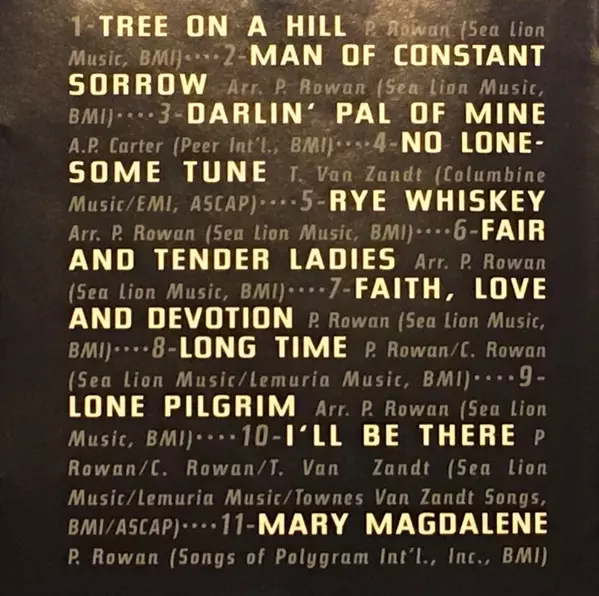 1-TREE ON A HILL P. Rowan (Sea Lion
Music, BMI)····2-MAN OF CONSTANT
SORROW Arr. P. Rowan (Sea Lion Music,
BMI)····3-DARLIN' PAL OF MINE
A.P. Carter (Peer Int'l., BMI)····4-NO LONE-
SOME TUNE T. Van Zandt (Columbine
Music/EMI, ASCAP)····5-RYE WHISKEY
Arr. P. Rowan (Sea Lion Music, BMI)····6-FAIR
AND TENDER LADIES Arr. P. Rowan
(Sea Lion Music, BMI)····7-FAITH, LOVE
AND DEVOTION P. Rowan (Sea Lion Music,
BMI)····8-LONG TIME P. Rowan/C. Rowan
(Sea Lion Music/Lemuria Music, BMI)····9-
LONE PILGRIM Arr. P. Rowan (Sea Lion
Music, BMI)····10-I'LL BE THERE P
Rowan/C. Rowan/T. Van Zandt (Sea Lion
Music/Lemuria Music/Townes Van Zandt Songs,
BMI/ASCAP)····11-MARY MAGDALENE
P. Rowan (Songs of Polygram Int'l., Inc., BMI)